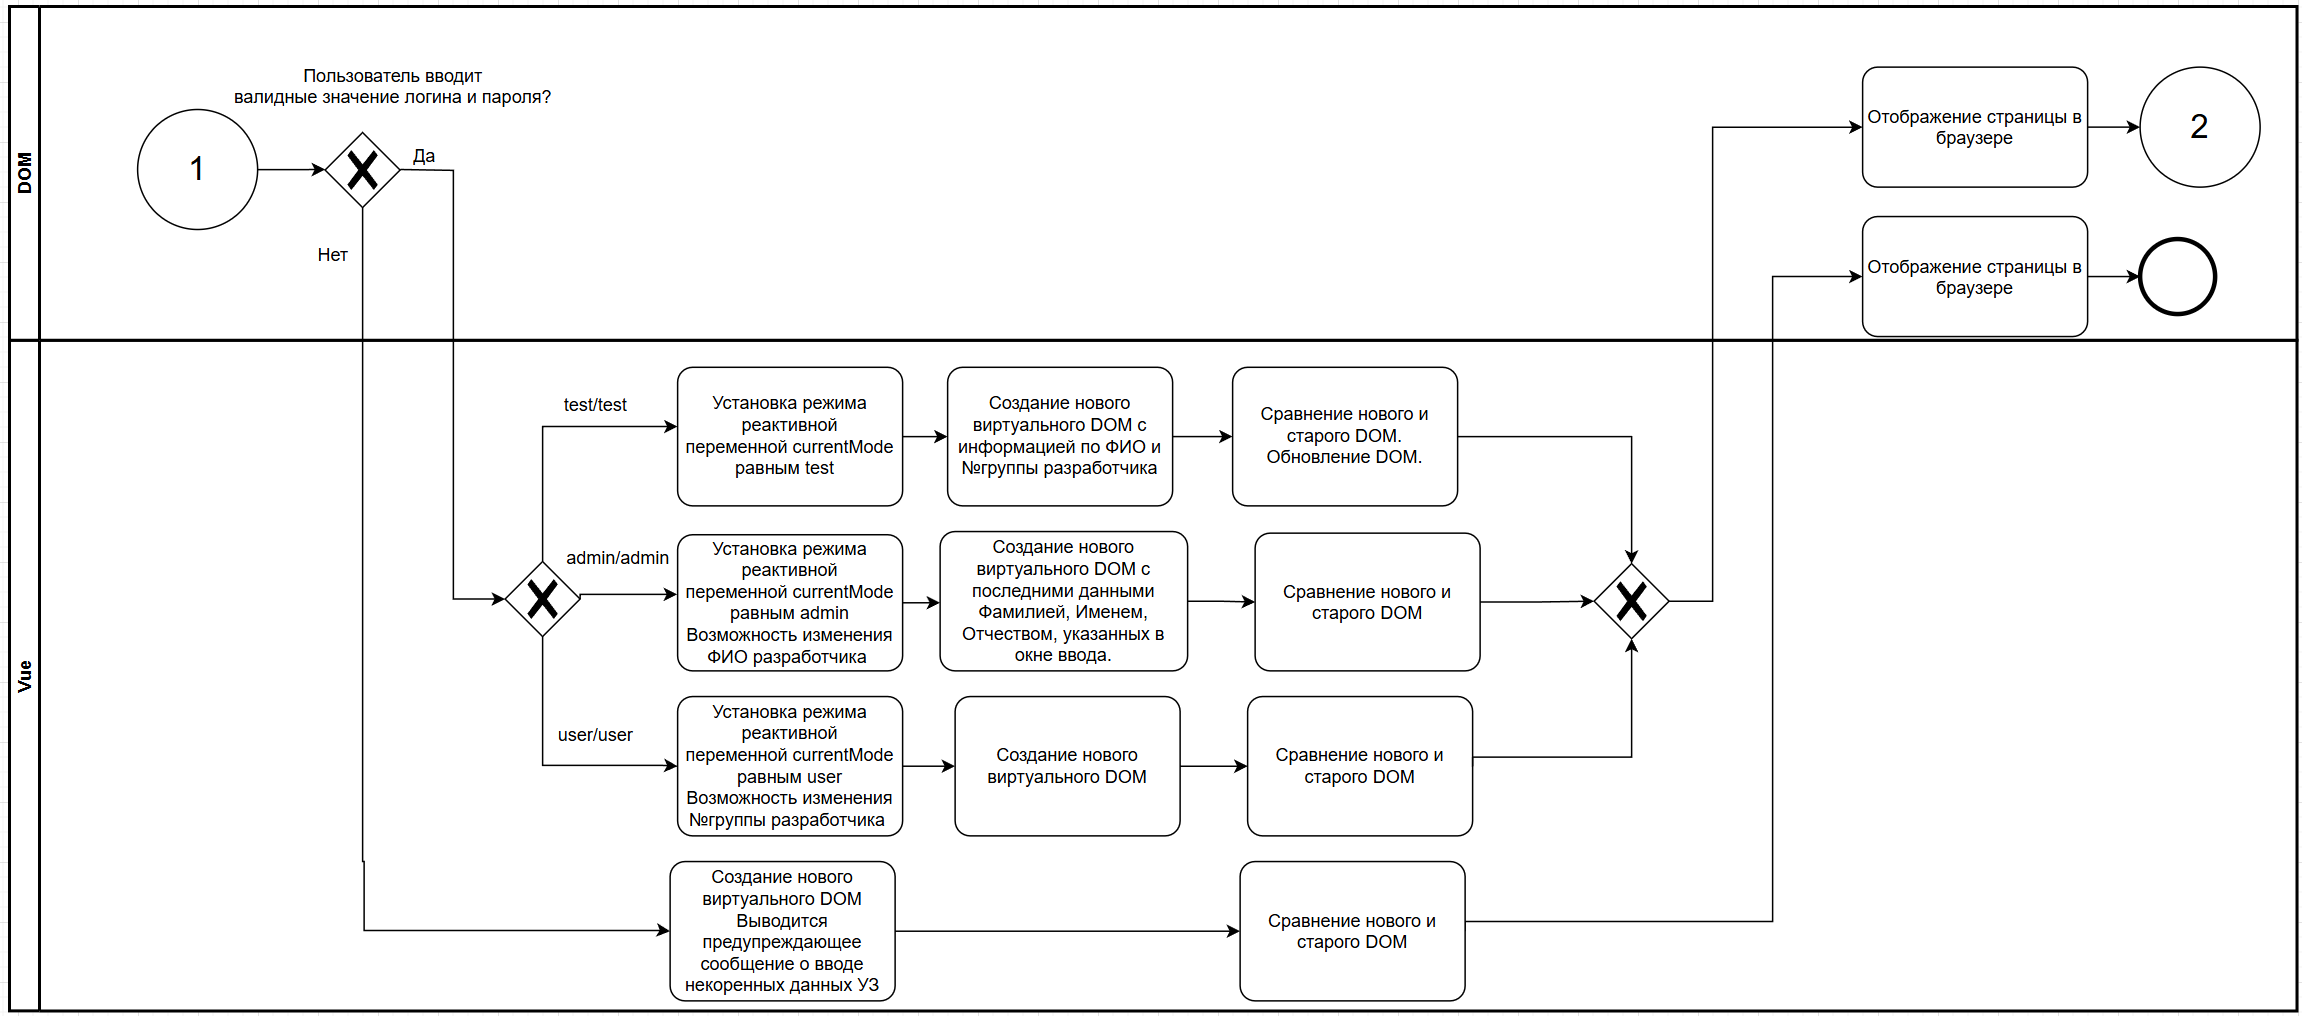 DOM
Пользователь вводит
валидные значение логина и пароля?
1
Да
Нет
Отображение страницы в
браузере
2
Отображение страницы в
браузере
Vue
test/test
Установка режима
реактивной
переменной currentMode
равным test
Создание нового
виртуального DOM с
информацией по ФИО и
№группы разработчика
Сравнение нового и
старого DOM.
Обновление DOM.
admin/admin
Установка режима
реактивной
переменной currentMode
равным admin
Возможность изменения
ФИО разработчика
Создание нового
виртуального DOM с
последними данными
Фамилией, Именем,
Отчеством, указанных в
окне ввода.
Сравнение нового и
старого DOM
user/user
Установка режима
реактивной
переменной currentMode
равным user
Возможность изменения
№группы разработчика
Создание нового
виртуального DOM
Сравнение нового и
старого DOM
Создание нового
виртуального DOM
Выводится
предупреждающее
сообщение о вводе
некоренных данных УЗ
Сравнение нового и
старого DOM